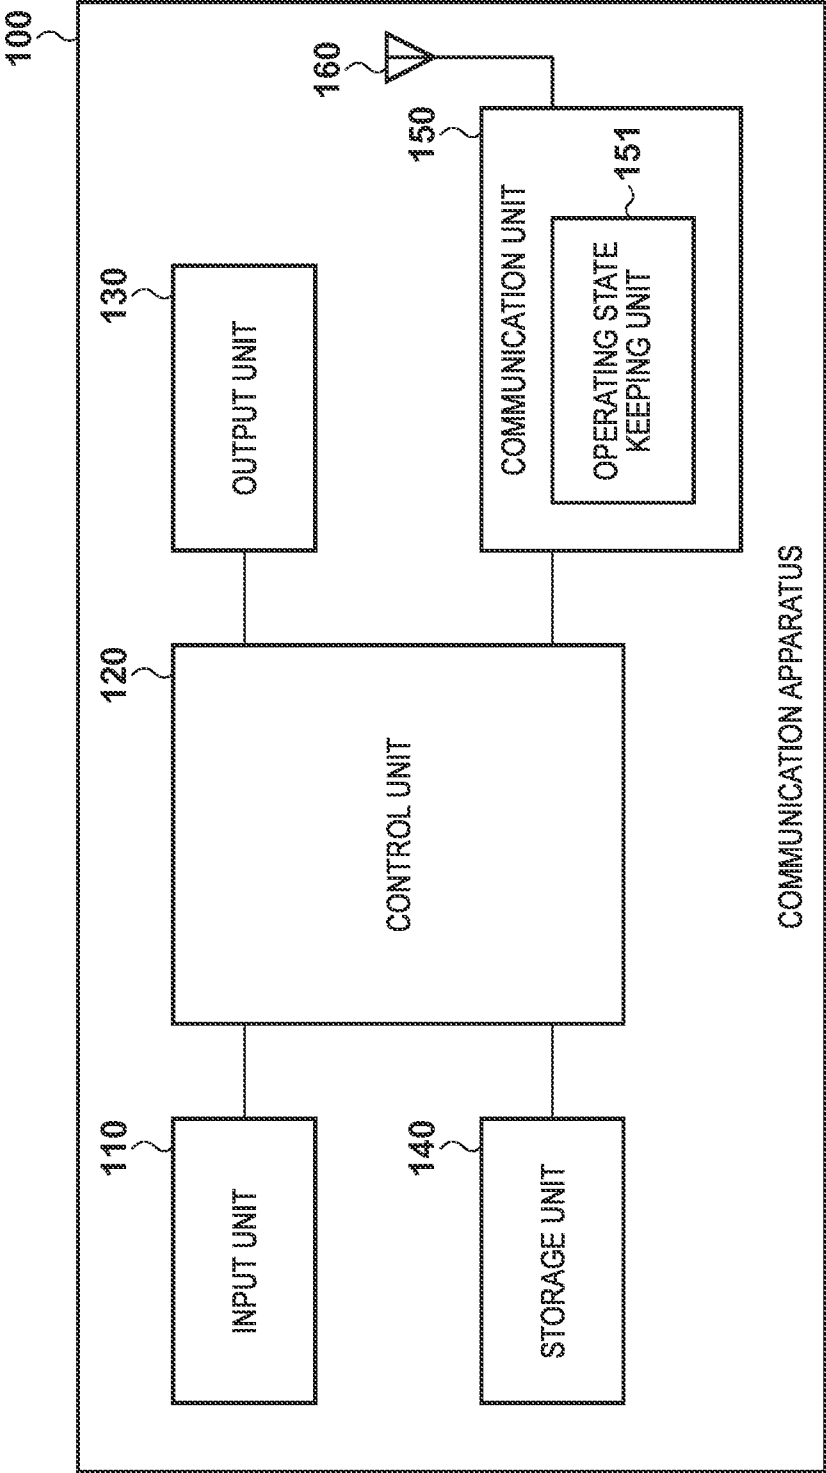 100
110
INPUT UNIT
120
CONTROL UNIT
130
OUTPUT UNIT
140
STORAGE UNIT
160
150
COMMUNICATION UNIT
151
OPERATING STATE
KEEPING UNIT
COMMUNICATION APPARATUS